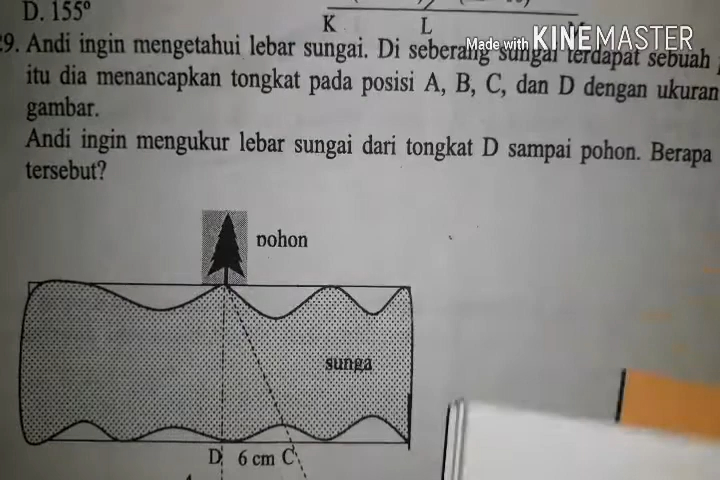 D. 155°
K L
Made with KINEMASTER
29. Andi ingin mengetahui lebar sungai. Di seberang sungai terdapat sebuah
itu dia menancapkan tongkat pada posisi A, B, C, dan D dengan ukuran
gambar.
Andi ingin mengukur lebar sungai dari tongkat D sampai pohon. Berapa
tersebut?
pohon
sunga
D 6 cm C